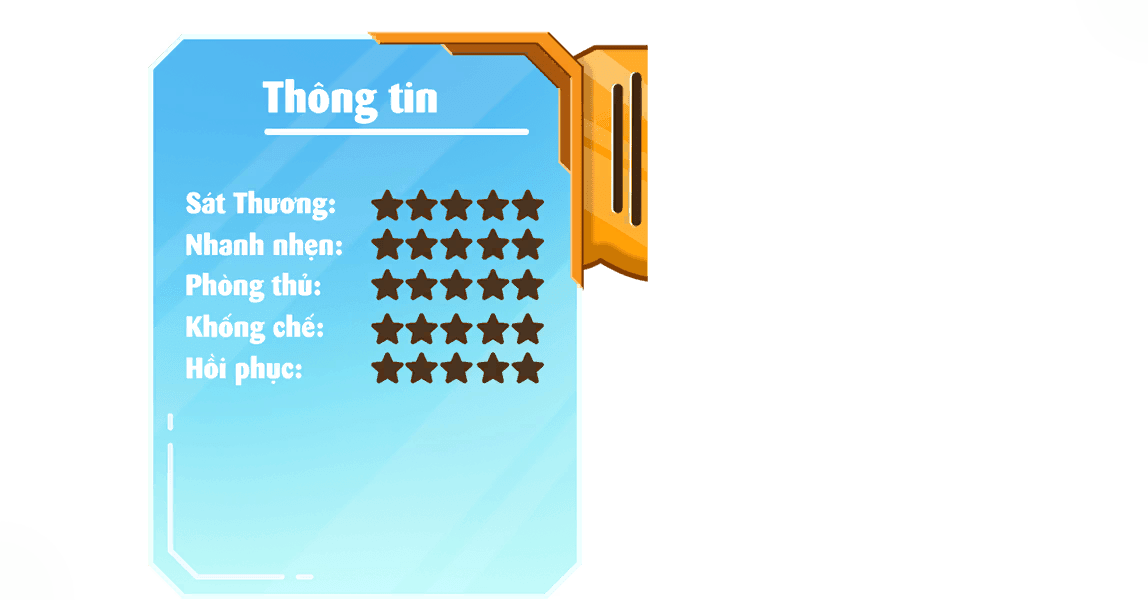 Thông tin
Sát Thương:
Nhanh nhẹn:
Phòng thủ:
Khống chế:
Hồi phục: